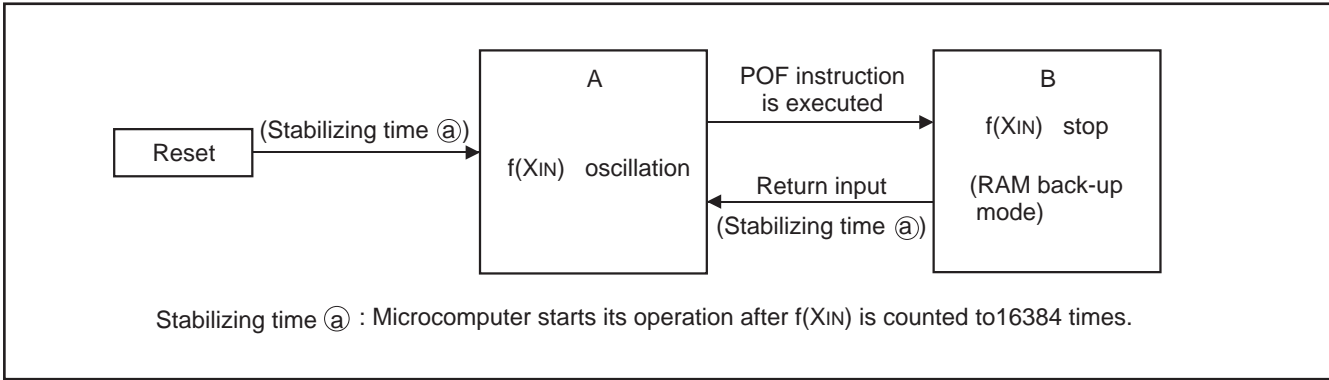 Reset
(Stabilizing time ⓐ)
A
f(XIN) oscillation
POF instruction
is executed
Return input
(Stabilizing time ⓐ)
B
f(XIN) stop
(RAM back-up
mode)
Stabilizing time ⓐ : Microcomputer starts its operation after f(XIN) is counted to16384 times.